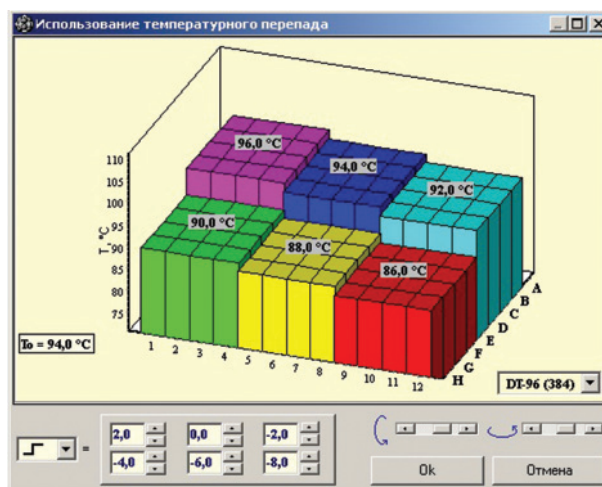 Использование температурного перепада
110
105
100
95
90
85
80
75
T, °C
96,0 °C
94,0 °C
92,0 °C
90,0 °C
88,0 °C
86,0 °C
To = 94,0 °C
1 2 3 4 5 6 7 8 9 10 11 12
A
B
C
D
E
F
G
H
DT-96 (384)
= 2,0 0,0 -2,0
-4,0 -6,0 -8,0
Ok Отмена